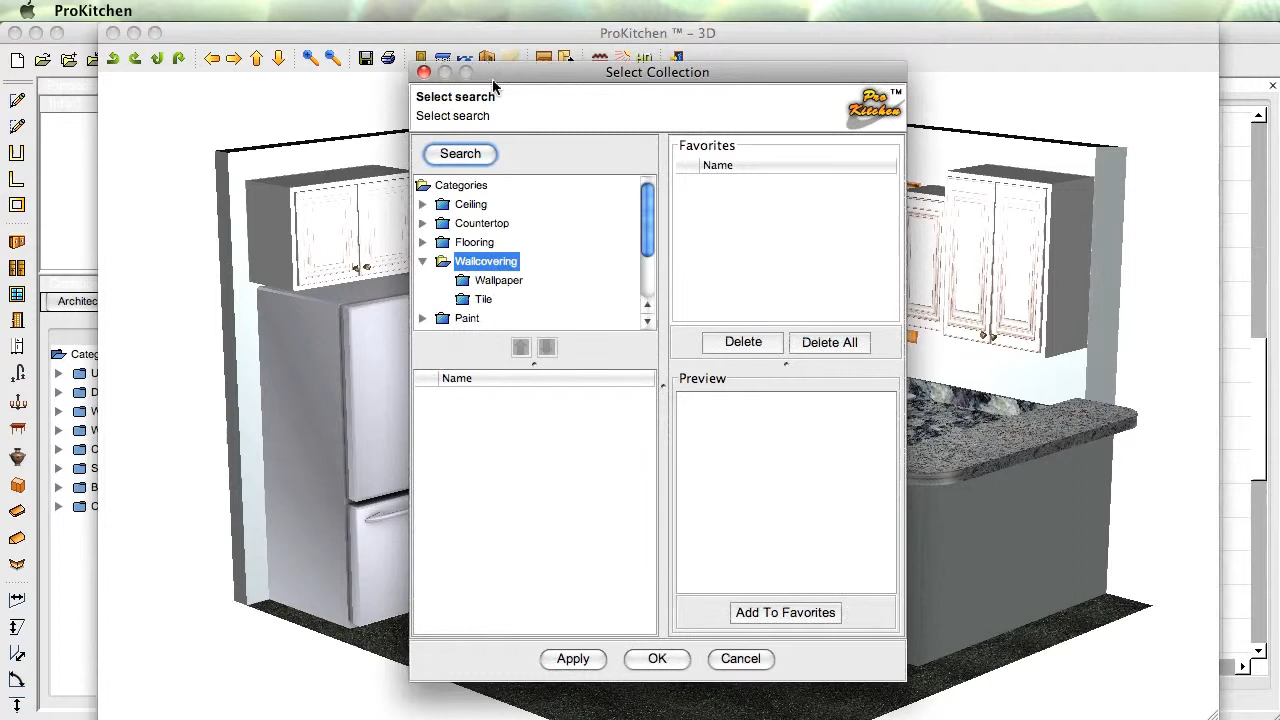 ProKitchen
ProKitchen ™ – 3D
Select Collection
Select search
Select search
Pro Kitchen™
Search
Categories
Ceiling
Countertop
Flooring
Wallcovering
Wallpaper
Tile
Paint
Favorites
Name
Delete
Delete All
Name
Preview
Add To Favorites
Apply
OK
Cancel
Architec
Categ
U
D
W
W
C
S
B
C